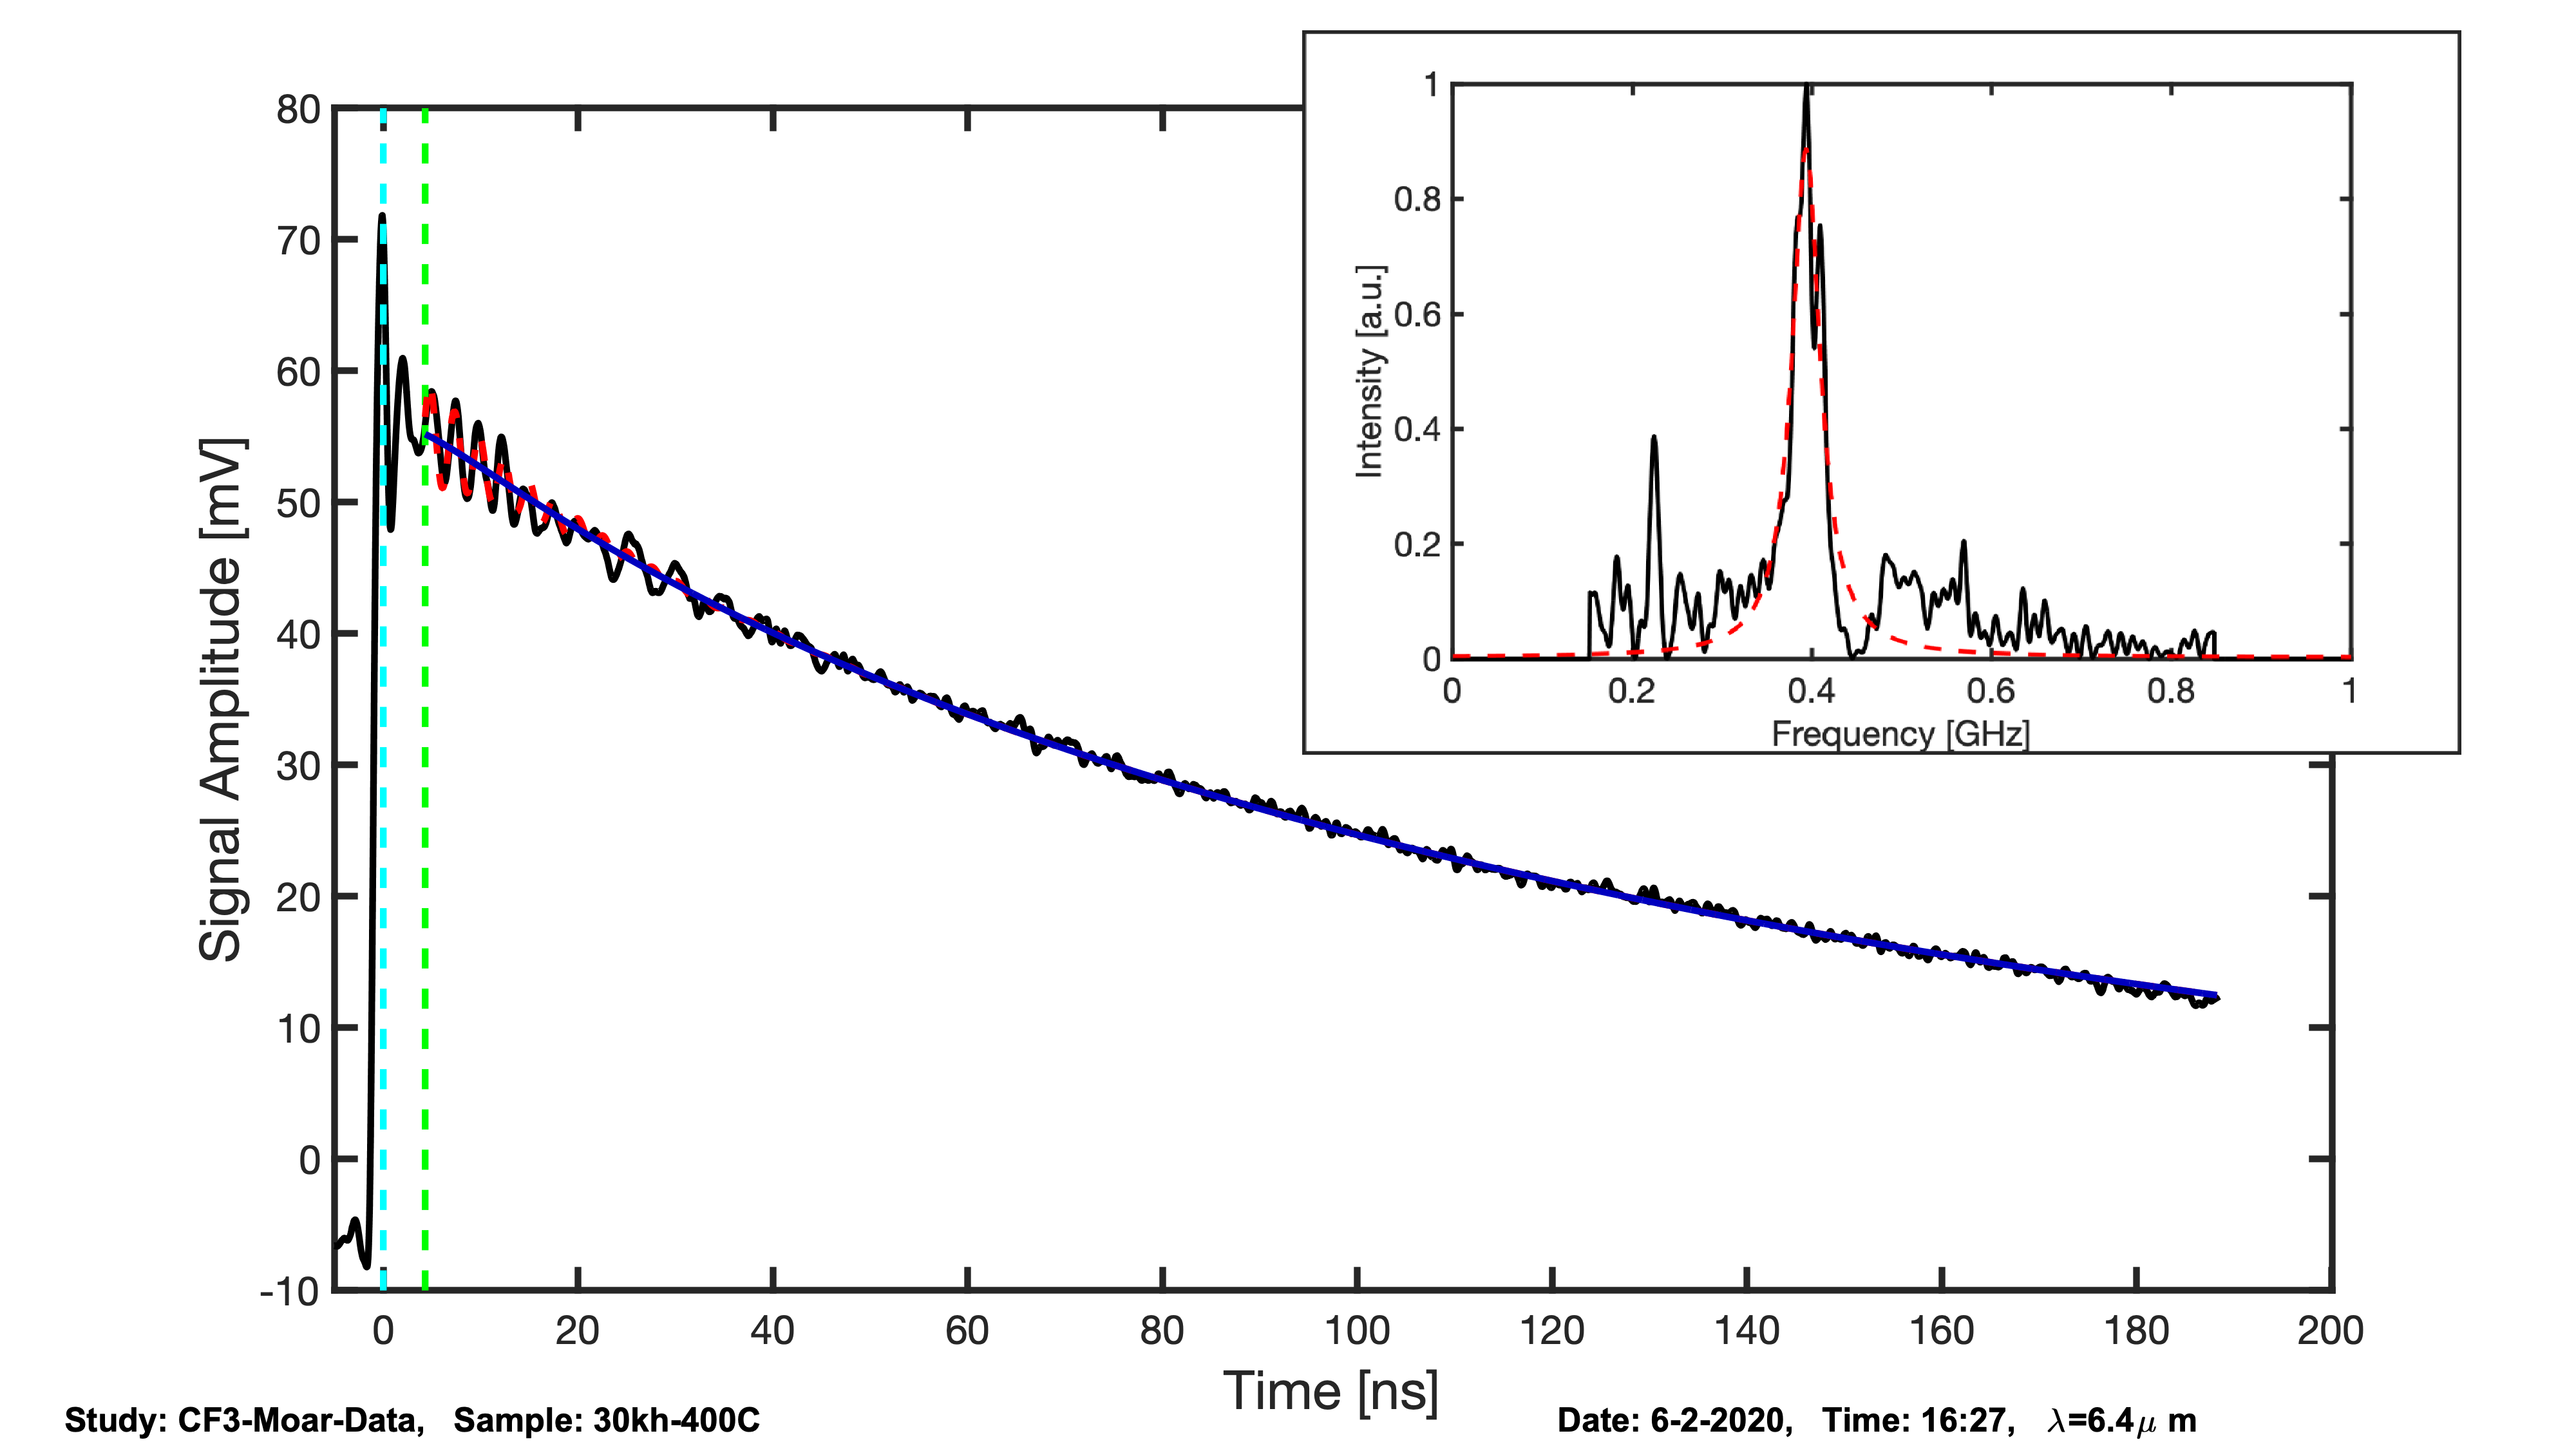 80
70
60
50
40
30
20
10
0
-10
Signal Amplitude [mV]
0 20 40 60 80 100 120 140 160 180 200
Time [ns]
1
0.8
0.6
0.4
0.2
0
Intensity [a.u.]
0 0.2 0.4 0.6 0.8 1
Frequency [GHz]
Study: CF3-Moar-Data, Sample: 30kh-400C
Date: 6-2-2020, Time: 16:27, λ=6.4μ m